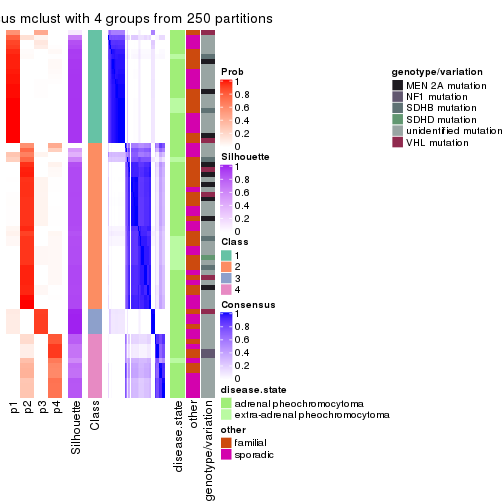 us mclust with 4 groups from 250 partitions
Prob
1
0.8
0.6
0.4
0.2
0
Silhouette
1
0.8
0.6
0.4
0.2
0
Class
1
2
3
4
Consensus
1
0.8
0.6
0.4
0.2
0
disease.state
adrenal pheochromocytoma
extra-adrenal pheochromocytoma
other
familial
sporadic
genotype/variation
MEN 2A mutation
NF1 mutation
SDHB mutation
SDHD mutation
unidentified mutation
VHL mutation
p1
p2
p3
p4
Silhouette
Class
disease.state
other
genotype/variation